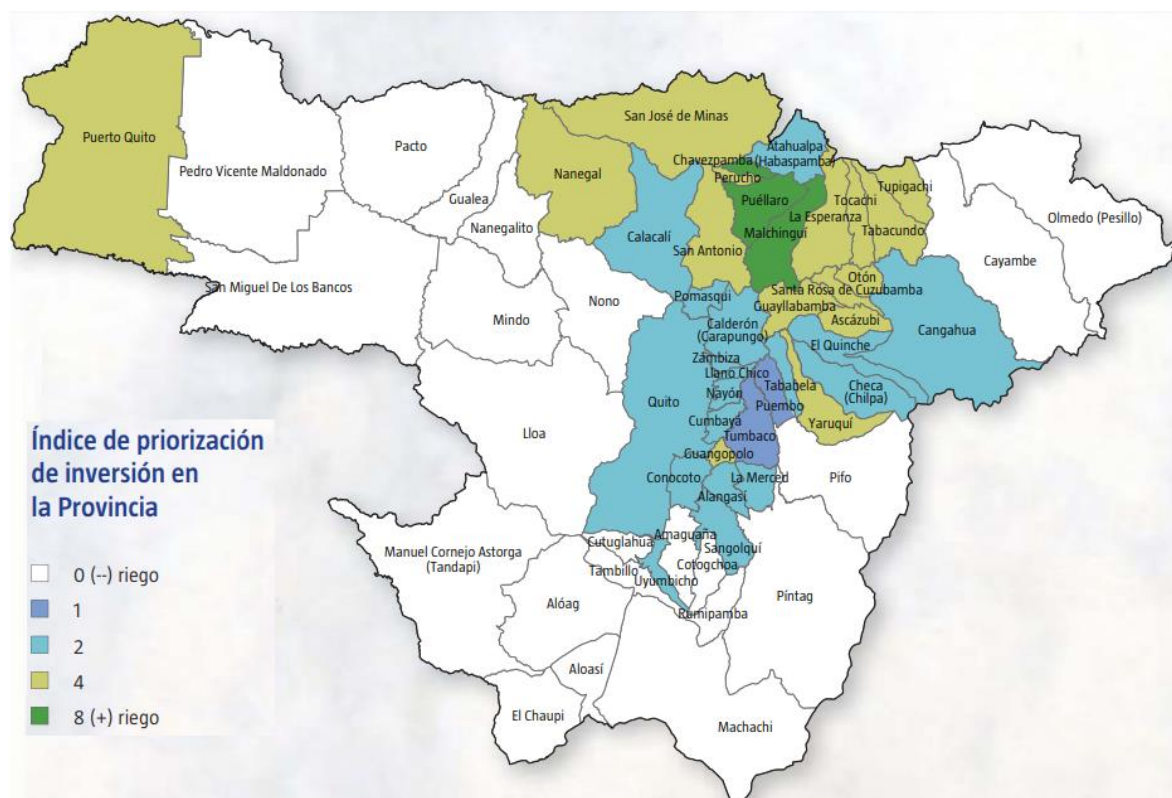 San José de Minas
Puerto Quito
Pacto
Atahualpa
(Habaspamba)
Chavezpamba
Pedro Vicente Maldonado
Nanegal
Perucho
Tupigachi
Gualea
Puéllaro
Tocachi
Olmedo (Pesillo)
La Esperanza
Nanegalito
Calacalí
Malchinguí
Tabacundo
San Antonio
Cayambe
Otón
San Miguel De Los Bancos
Nono
Santa Rosa de Cuzubamba
Pomasqui
Guayllabamba
Mindo
Calderón
(Carapungo)
Ascázubi
Cangahua
El Quinche
Zámbiza
Llano Chico
Tababela
Checa
(Chilpa)
Quito
Nayón
Puembo
Cumbayá
Yaruquí
Lloa
Tumbaco
Guangopolo
Conocoto
La Merced
Pifo
Alangasí
Amaguaña
Cutuglahua
Sangolquí
Manuel Cornejo Astorga
(Tandapi)
Cotogchoa
Tambillo
Uyumbicho
Píntag
Alóag
Rumipamba
Aloasí
El Chaupi
Machachi
Índice de priorización
de inversión en
la Provincia
0 (--) riego
1
2
4
8 (+) riego